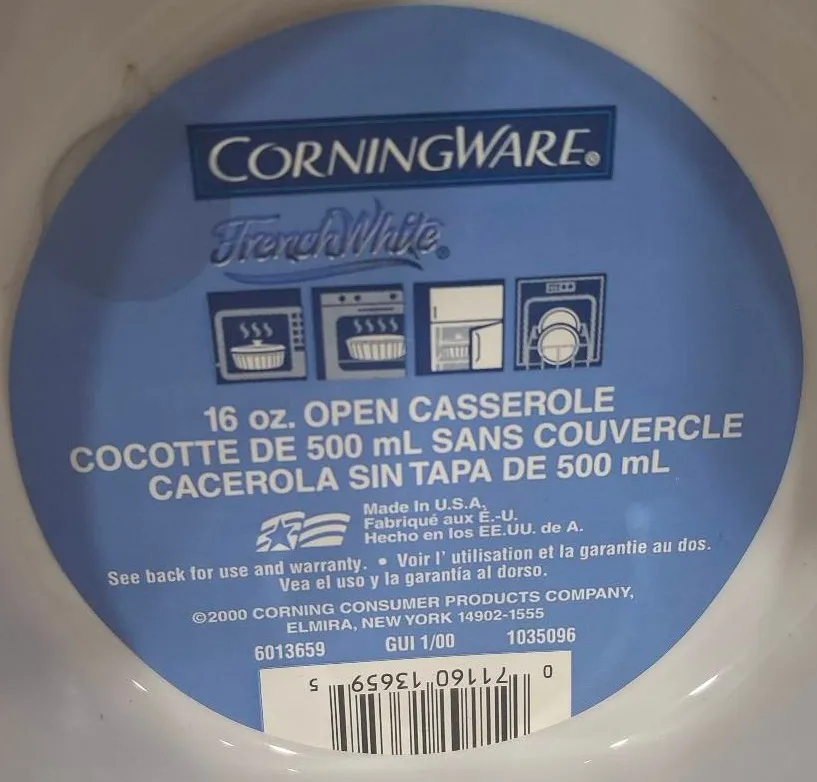 CORNINGWARE®
French White®
16 oz. OPEN CASSEROLE
COCOTTE DE 500 mL SANS COUVERCLE
CACEROLA SIN TAPA DE 500 mL
Made In U.S.A.
Fabriqué aux É.-U.
Hecho en los EE.UU. de A.
See back for use and warranty. • Voir l' utilisation et la garantie au dos.
Vea el uso y la garantía al dorso.
©2000 CORNING CONSUMER PRODUCTS COMPANY,
ELMIRA, NEW YORK 14902-1555
6013659 GUI 1/00 1035096
0 71160 13659 5